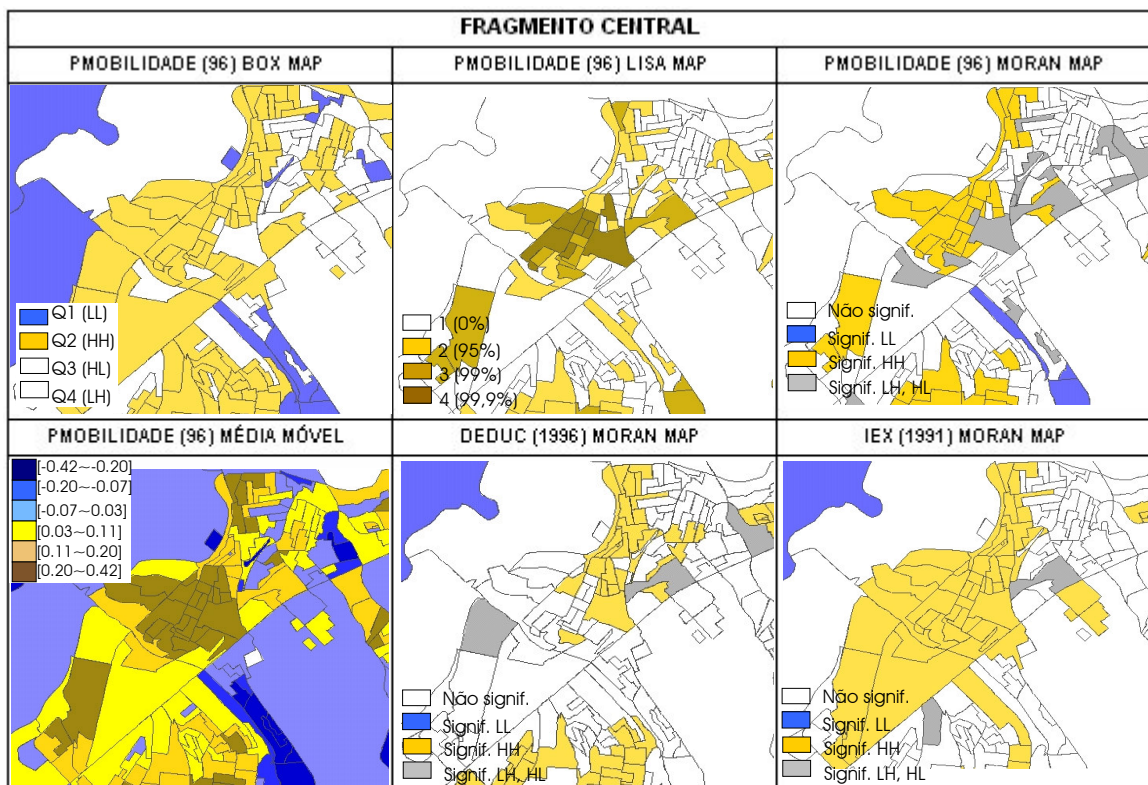 FRAGMENTO CENTRAL
PMOBILIDADE (96) BOX MAP
PMOBILIDADE (96) LISA MAP
PMOBILIDADE (96) MORAN MAP
Q1 (LL)
Q2 (HH)
Q3 (HL)
Q4 (LH)
1 (0%)
2 (95%)
3 (99%)
4 (99,9%)
Não signif.
Signif. LL
Signif. HH
Signif. LH, HL
PMOBILIDADE (96) MÉDIA MÓVEL
DEDUC (1996) MORAN MAP
IEX (1991) MORAN MAP
[-0.42~-0.20]
[-0.20~-0.07]
[-0.07~0.03]
[0.03~0.11]
[0.11~0.20]
[0.20~0.42]
Não signif.
Signif. LL
Signif. HH
Signif. LH, HL
Não signif.
Signif. LL
Signif. HH
Signif. LH, HL